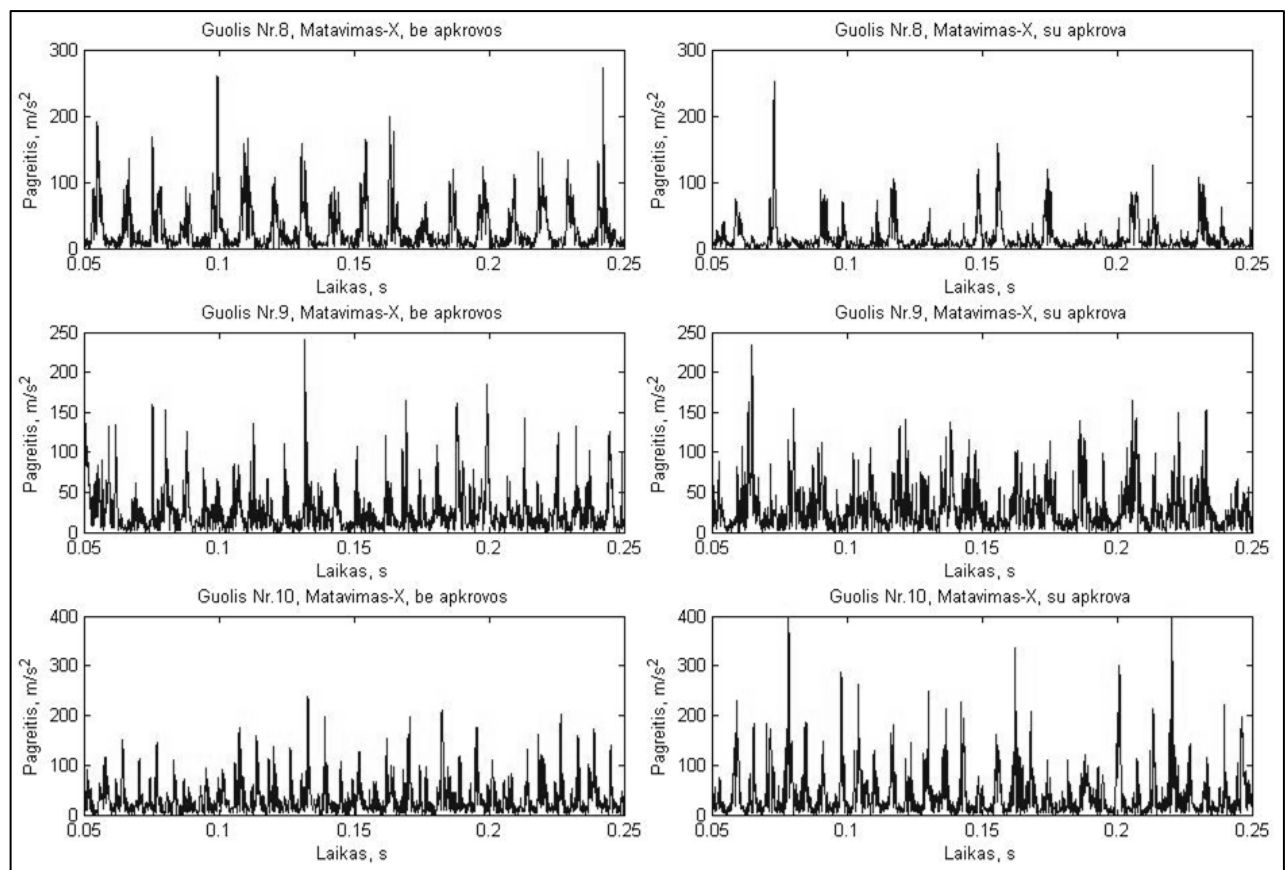 Guolis Nr.8, Matavimas-X, be apkrovos
300
200
100
0
Pagreitis, m/s²
0.05 0.1 0.15 0.2 0.25
Laikas, s
Guolis Nr.8, Matavimas-X, su apkrova
300
200
100
0
Pagreitis, m/s²
0.05 0.1 0.15 0.2 0.25
Laikas, s
Guolis Nr.9, Matavimas-X, be apkrovos
250
200
150
100
50
0
Pagreitis, m/s²
0.05 0.1 0.15 0.2 0.25
Laikas, s
Guolis Nr.9, Matavimas-X, su apkrova
250
200
150
100
50
0
Pagreitis, m/s²
0.05 0.1 0.15 0.2 0.25
Laikas, s
Guolis Nr.10, Matavimas-X, be apkrovos
400
300
200
100
0
Pagreitis, m/s²
0.05 0.1 0.15 0.2 0.25
Laikas, s
Guolis Nr.10, Matavimas-X, su apkrova
400
300
200
100
0
Pagreitis, m/s²
0.05 0.1 0.15 0.2 0.25
Laikas, s